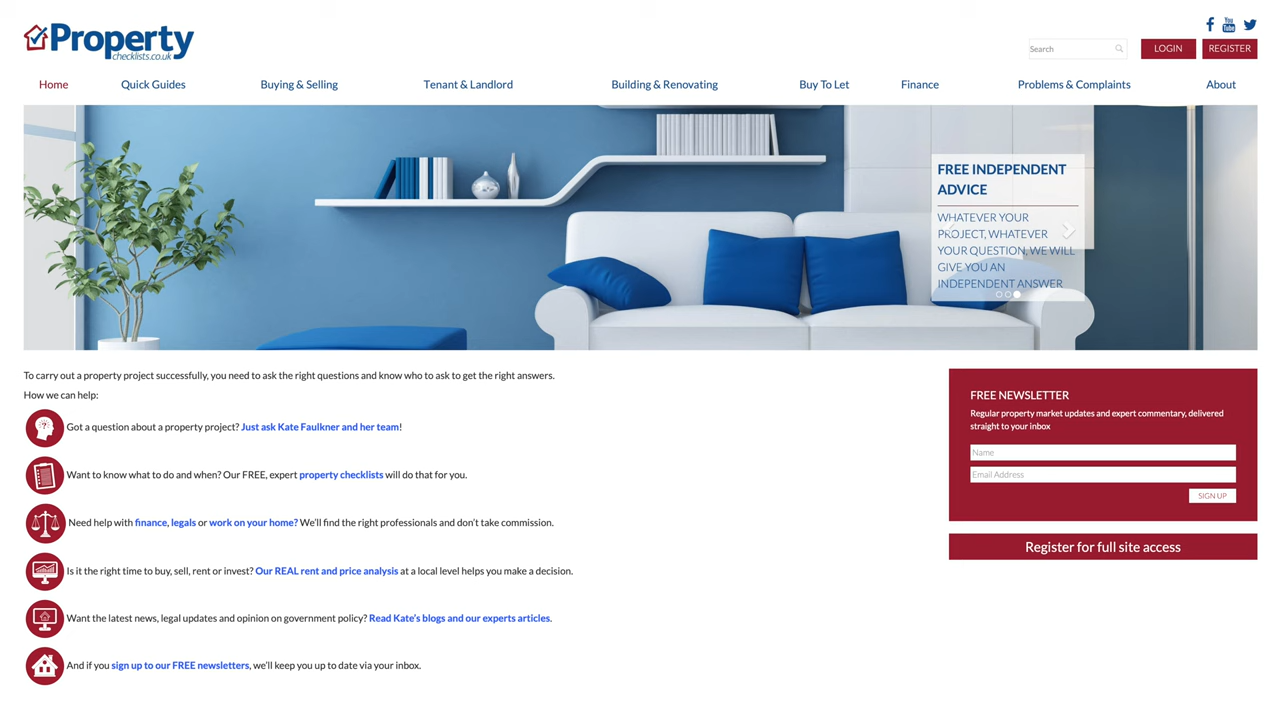 Property
checklists.co.uk
You
Tube
Search
LOGIN
REGISTER
Home
Quick Guides
Buying & Selling
Tenant & Landlord
Building & Renovating
Buy To Let
Finance
Problems & Complaints
About
FREE INDEPENDENT
ADVICE
WHATEVER YOUR
PROJECT, WHATEVER
YOUR QUESTION, WE WILL
GIVE YOU AN
INDEPENDENT ANSWER
To carry out a property project successfully, you need to ask the right questions and know who to ask to get the right answers.
How we can help:
Got a question about a property project? Just ask Kate Faulkner and her team!
Want to know what to do and when? Our FREE, expert property checklists will do that for you.
Need help with finance, legals or work on your home? We'll find the right professionals and don't take commission.
Is it the right time to buy, sell, rent or invest? Our REAL rent and price analysis at a local level helps you make a decision.
Want the latest news, legal updates and opinion on government policy? Read Kate's blogs and our experts articles.
And if you sign up to our FREE newsletters, we'll keep you up to date via your inbox.
FREE NEWSLETTER
Regular property market updates and expert commentary, delivered
straight to your inbox
Name
Email Address
SIGN UP
Register for full site access